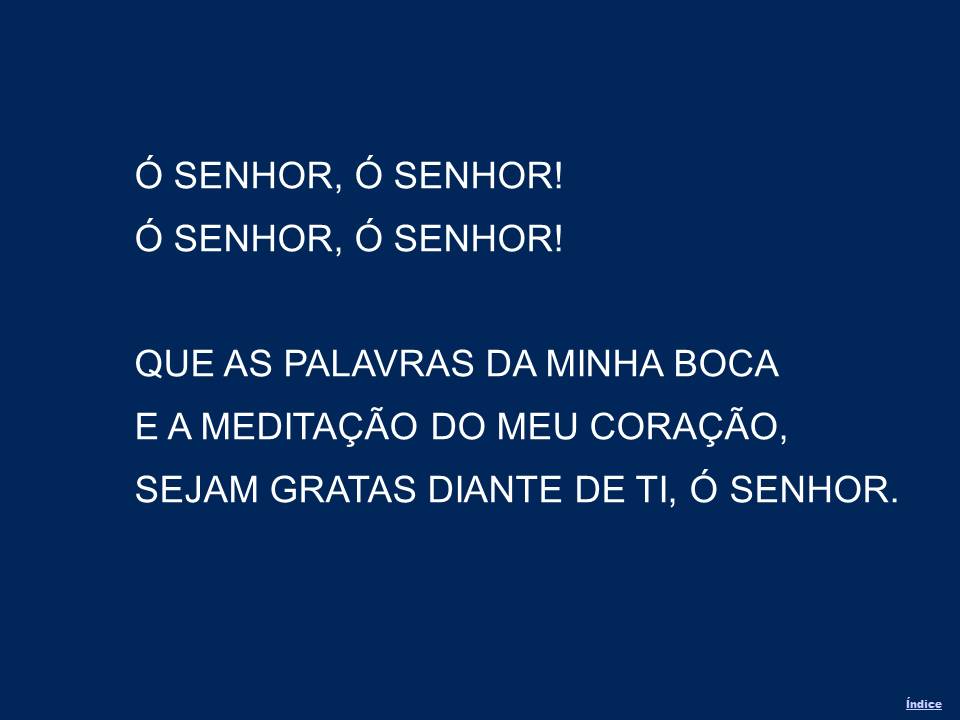 Ó SENHOR, Ó SENHOR!
Ó SENHOR, Ó SENHOR!
QUE AS PALAVRAS DA MINHA BOCA
E A MEDITAÇÃO DO MEU CORAÇÃO,
SEJAM GRATAS DIANTE DE TI, Ó SENHOR.
Índice